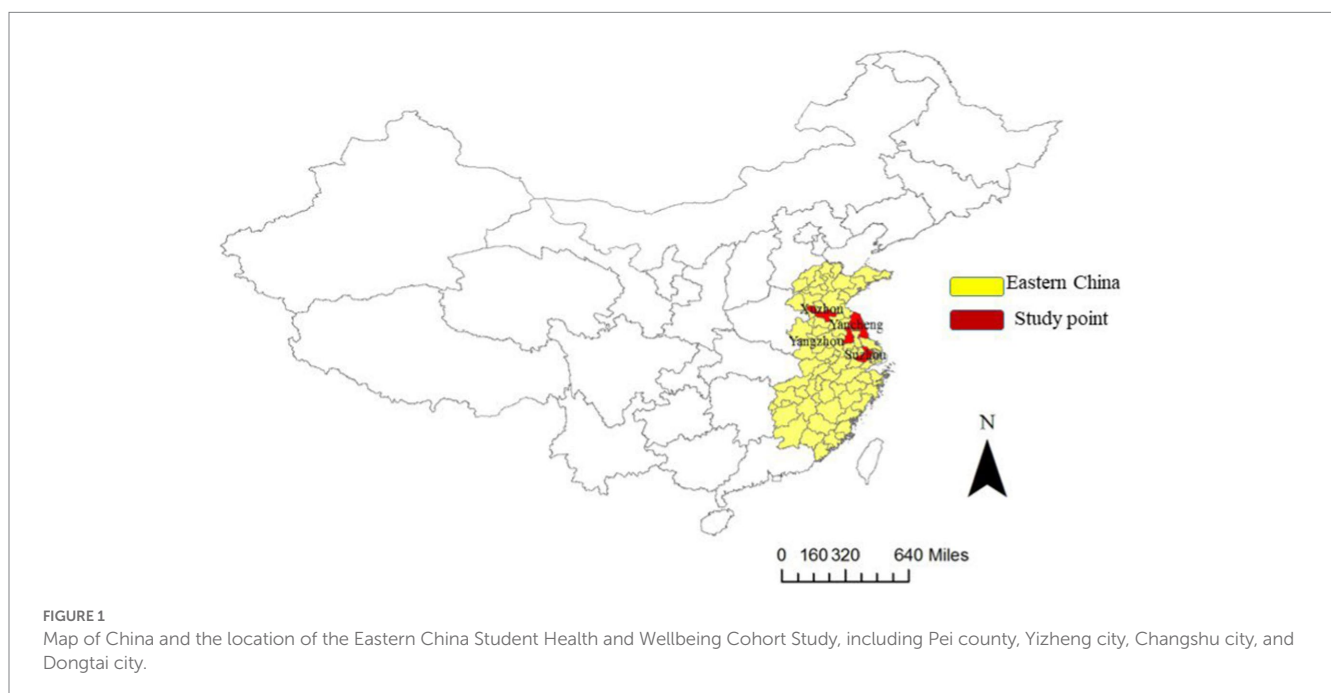 Eastern China
Xuzhou
Study point
Yancheng
Yangzhou
Suzhou
N
0 160 320 640 Miles
FIGURE 1
Map of China and the location of the Eastern China Student Health and Wellbeing Cohort Study, including Pei county, Yizheng city, Changshu city, and
Dongtai city.